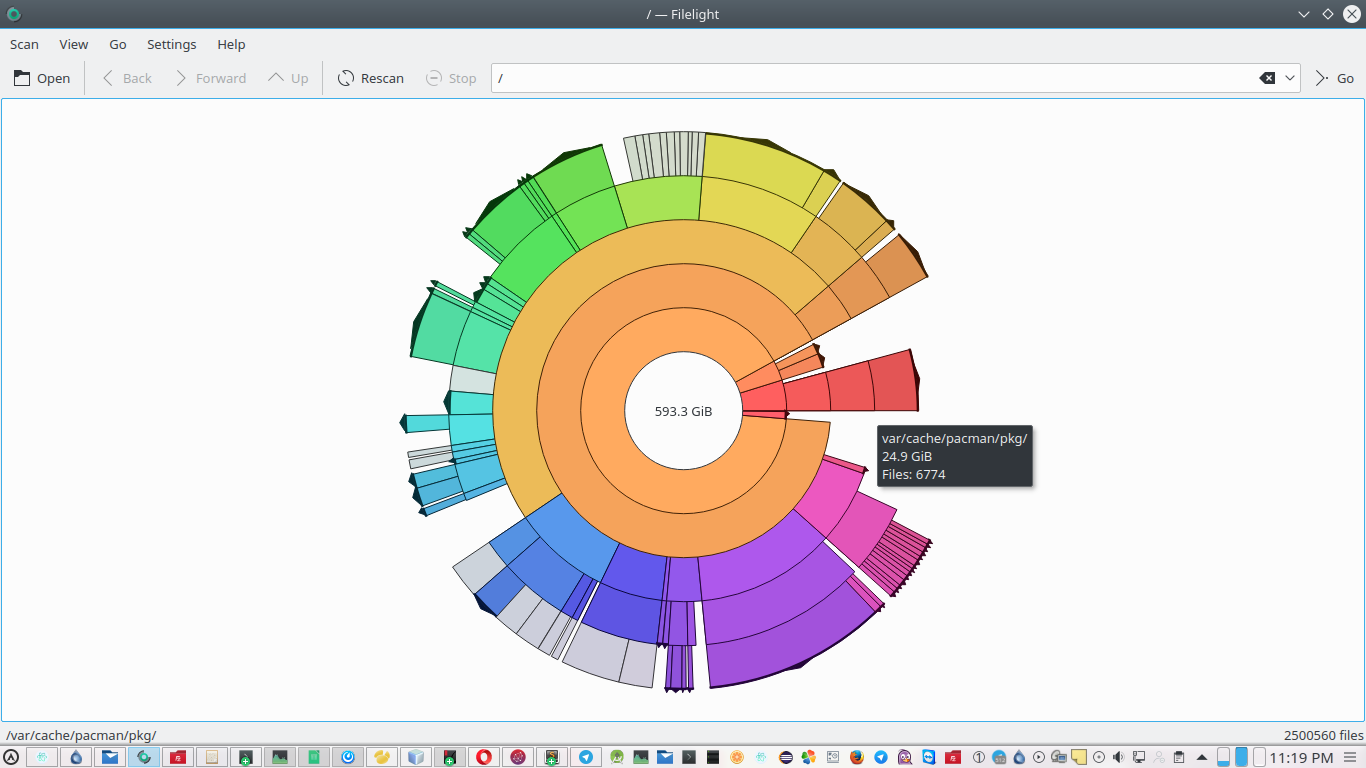 / — Filelight
Scan View Go Settings Help
Open Back Forward Up Rescan Stop / Go
593.3 GiB
var/cache/pacman/pkg/
24.9 GiB
Files: 6774
/var/cache/pacman/pkg/ 2500560 files
11:19 PM